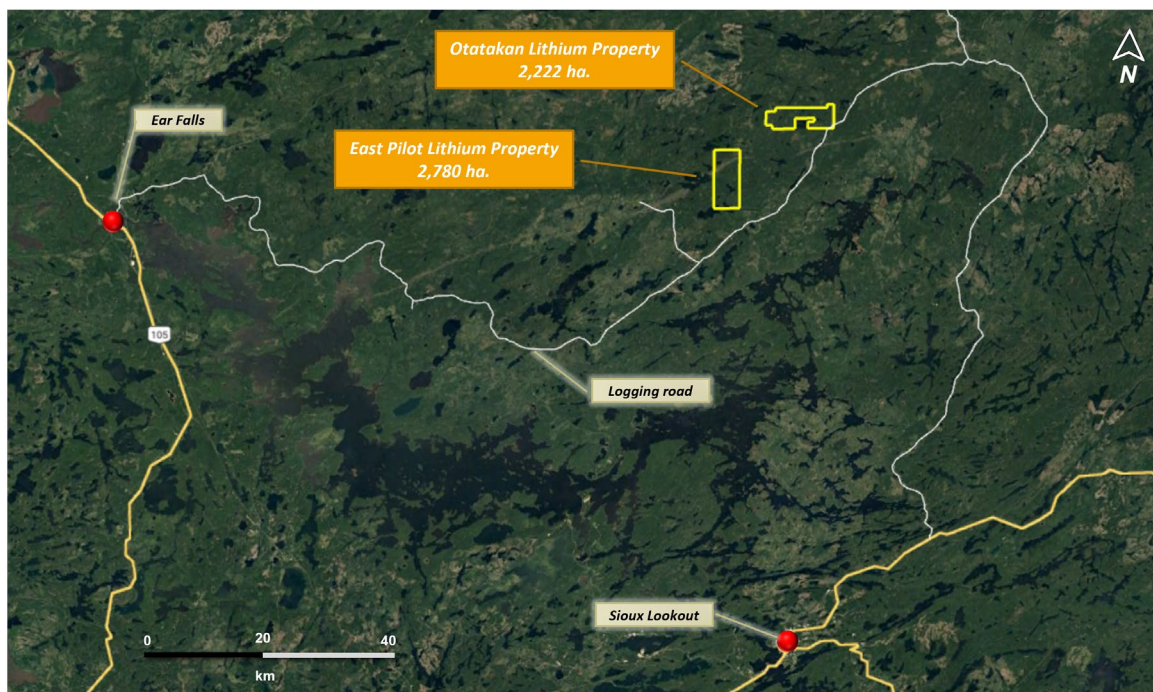 Otatakan Lithium Property
2,222 ha.
N
Ear Falls
East Pilot Lithium Property
2,780 ha.
105
Logging road
Sioux Lookout
0 20 40
km